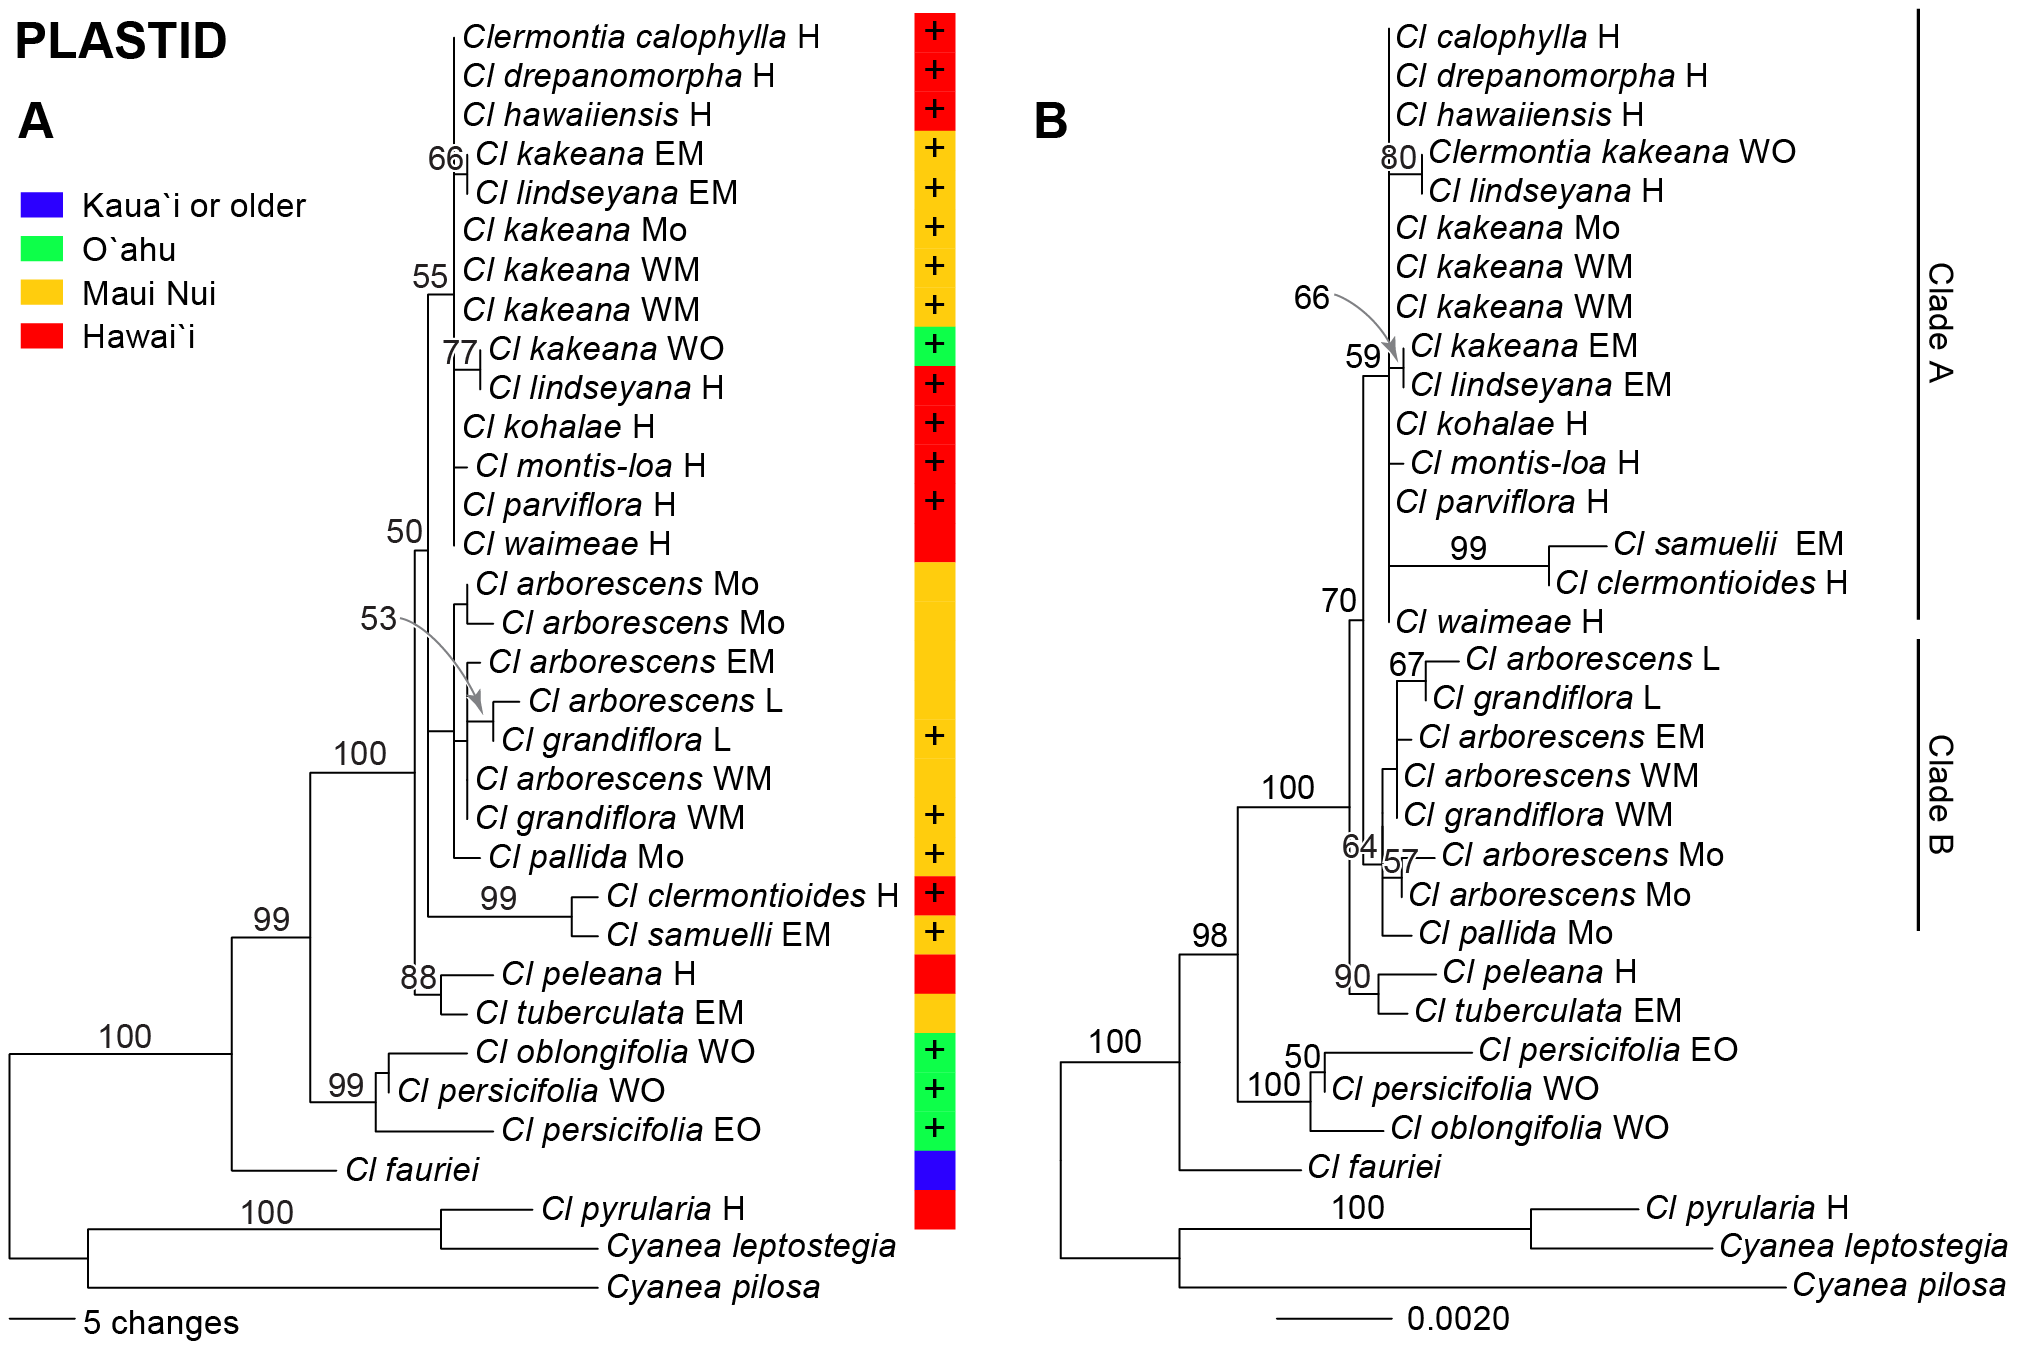 PLASTID
A
Kaua`i or older
O`ahu
Maui Nui
Hawai`i
Clermontia calophylla H +
Cl drepanomorpha H +
Cl hawaiiensis H +
66 Cl kakeana EM +
Cl lindseyana EM +
Cl kakeana Mo +
55 Cl kakeana WM +
Cl kakeana WM +
77 Cl kakeana WO +
Cl lindseyana H +
Cl kohalae H +
Cl montis-loa H +
Cl parviflora H +
50 Cl waimeae H
Cl arborescens Mo
53 Cl arborescens Mo
Cl arborescens EM
Cl arborescens L
Cl grandiflora L +
100 Cl arborescens WM
Cl grandiflora WM +
Cl pallida Mo +
99 Cl clermontioides H +
99 Cl samuelli EM +
88 Cl peleana H
Cl tuberculata EM
100 Cl oblongifolia WO +
99 Cl persicifolia WO +
Cl persicifolia EO +
Cl fauriei
100 Cl pyrularia H
Cyanea leptostegia
Cyanea pilosa
5 changes
B
Cl calophylla H
Cl drepanomorpha H
Cl hawaiiensis H
80 Clermontia kakeana WO
Cl lindseyana H
Cl kakeana Mo
Cl kakeana WM
66 Cl kakeana WM
59 Cl kakeana EM
Cl lindseyana EM
Cl kohalae H
Cl montis-loa H
Cl parviflora H
99 Cl samuelii EM
Cl clermontioides H
70 Cl waimeae H
Clade A
67 Cl arborescens L
Cl grandiflora L
Cl arborescens EM
100 Cl arborescens WM
Cl grandiflora WM
64 57 Cl arborescens Mo
Cl arborescens Mo
98 Cl pallida Mo
Clade B
90 Cl peleana H
Cl tuberculata EM
100 50 Cl persicifolia EO
100 Cl persicifolia WO
Cl oblongifolia WO
Cl fauriei
100 Cl pyrularia H
Cyanea leptostegia
Cyanea pilosa
0.0020